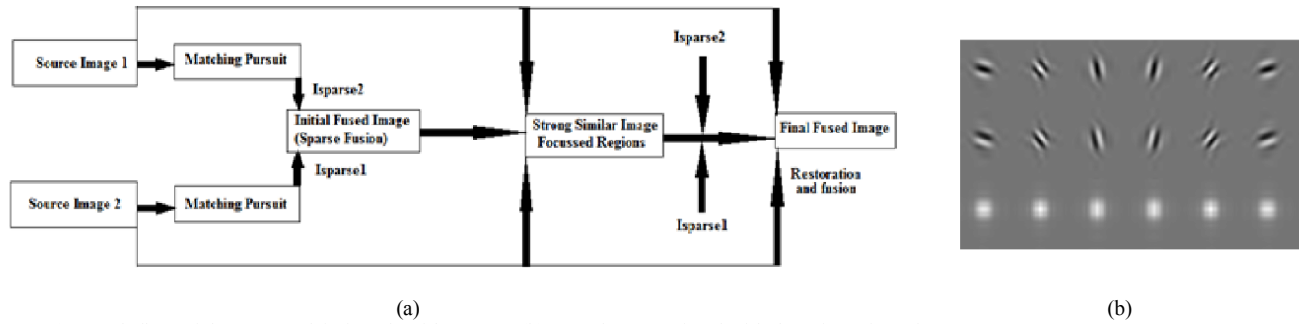 Source Image 1
Matching Pursuit
Isparse2
Initial Fused Image
(Sparse Fusion)
Isparse1
Source Image 2
Matching Pursuit
Strong Similar Image
Focussed Regions
Isparse2
Isparse1
Final Fused Image
Restoration
and fusion
(a)
(b)